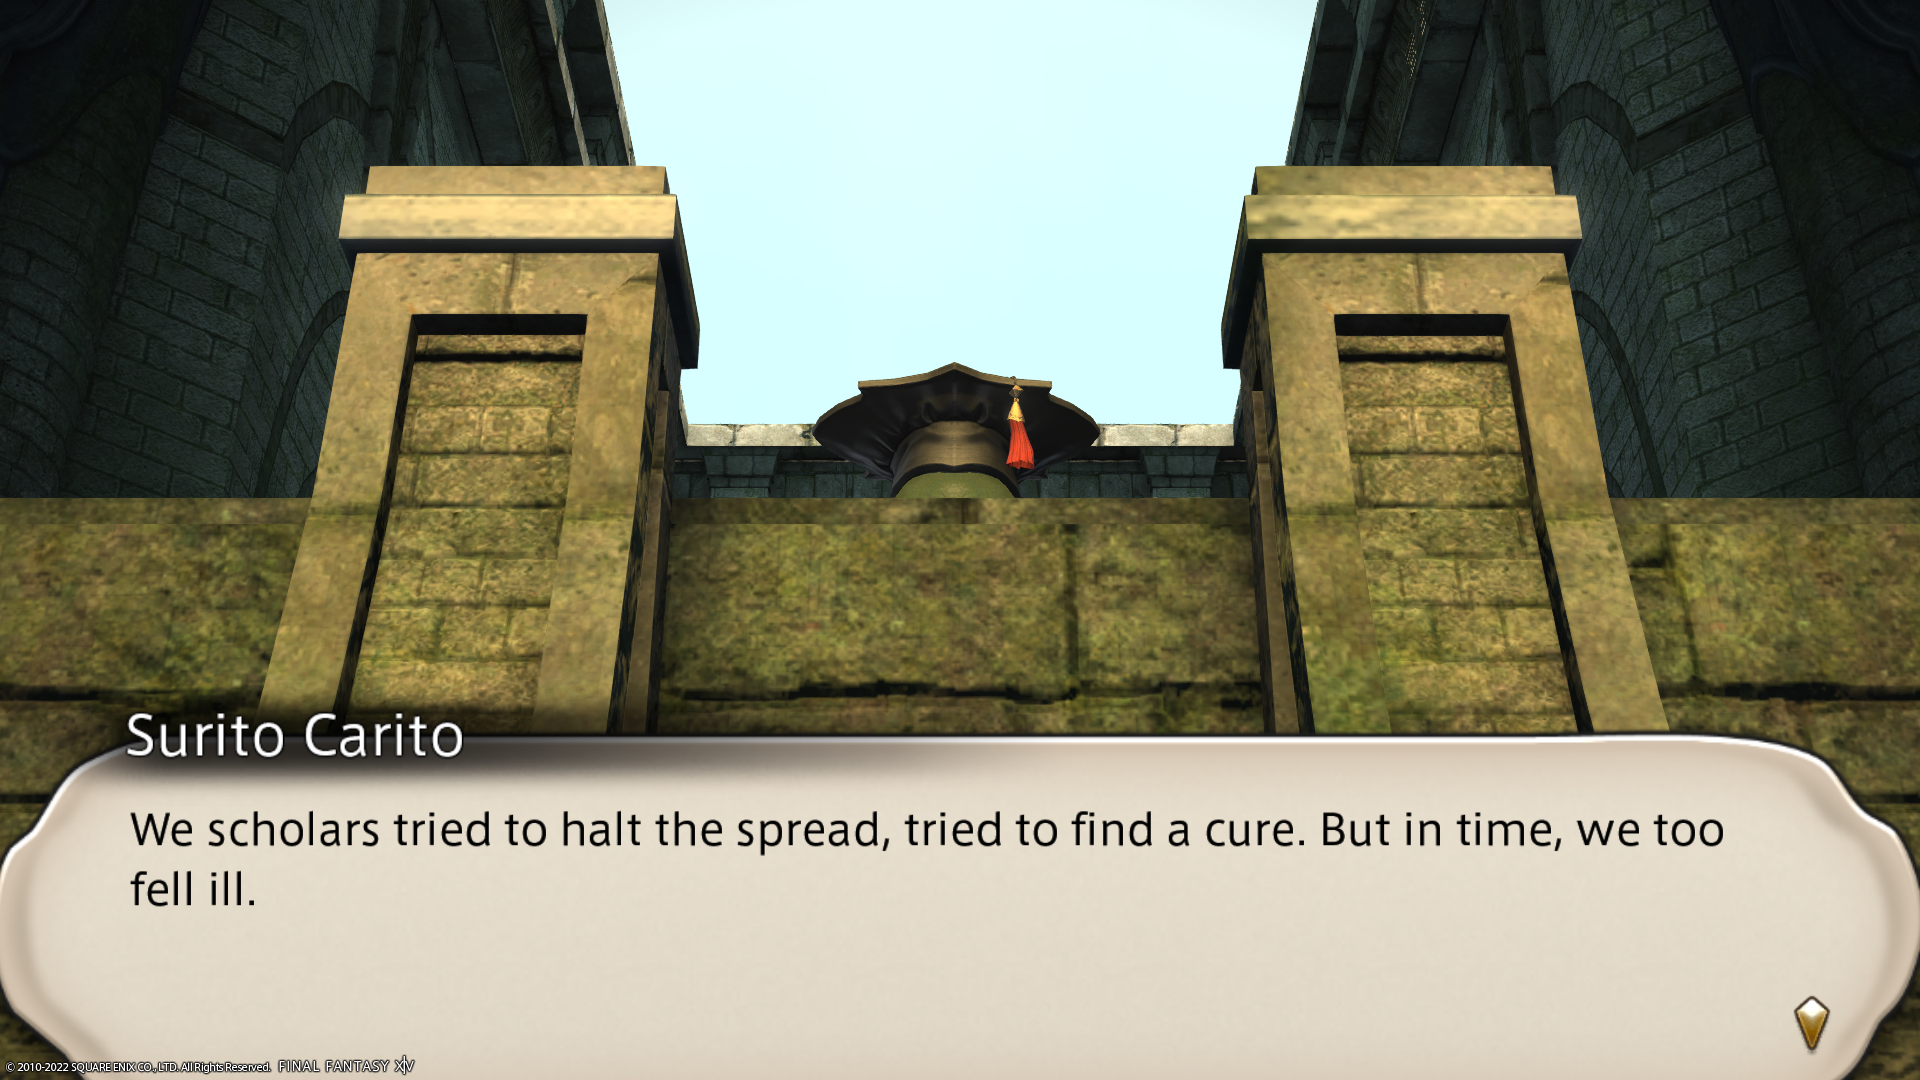 Surito Carito
We scholars tried to halt the spread, tried to find a cure. But in time, we too
fell ill.
© 2010-2022 SQUARE ENIX CO., LTD. All Rights Reserved. FINAL FANTASY XIV